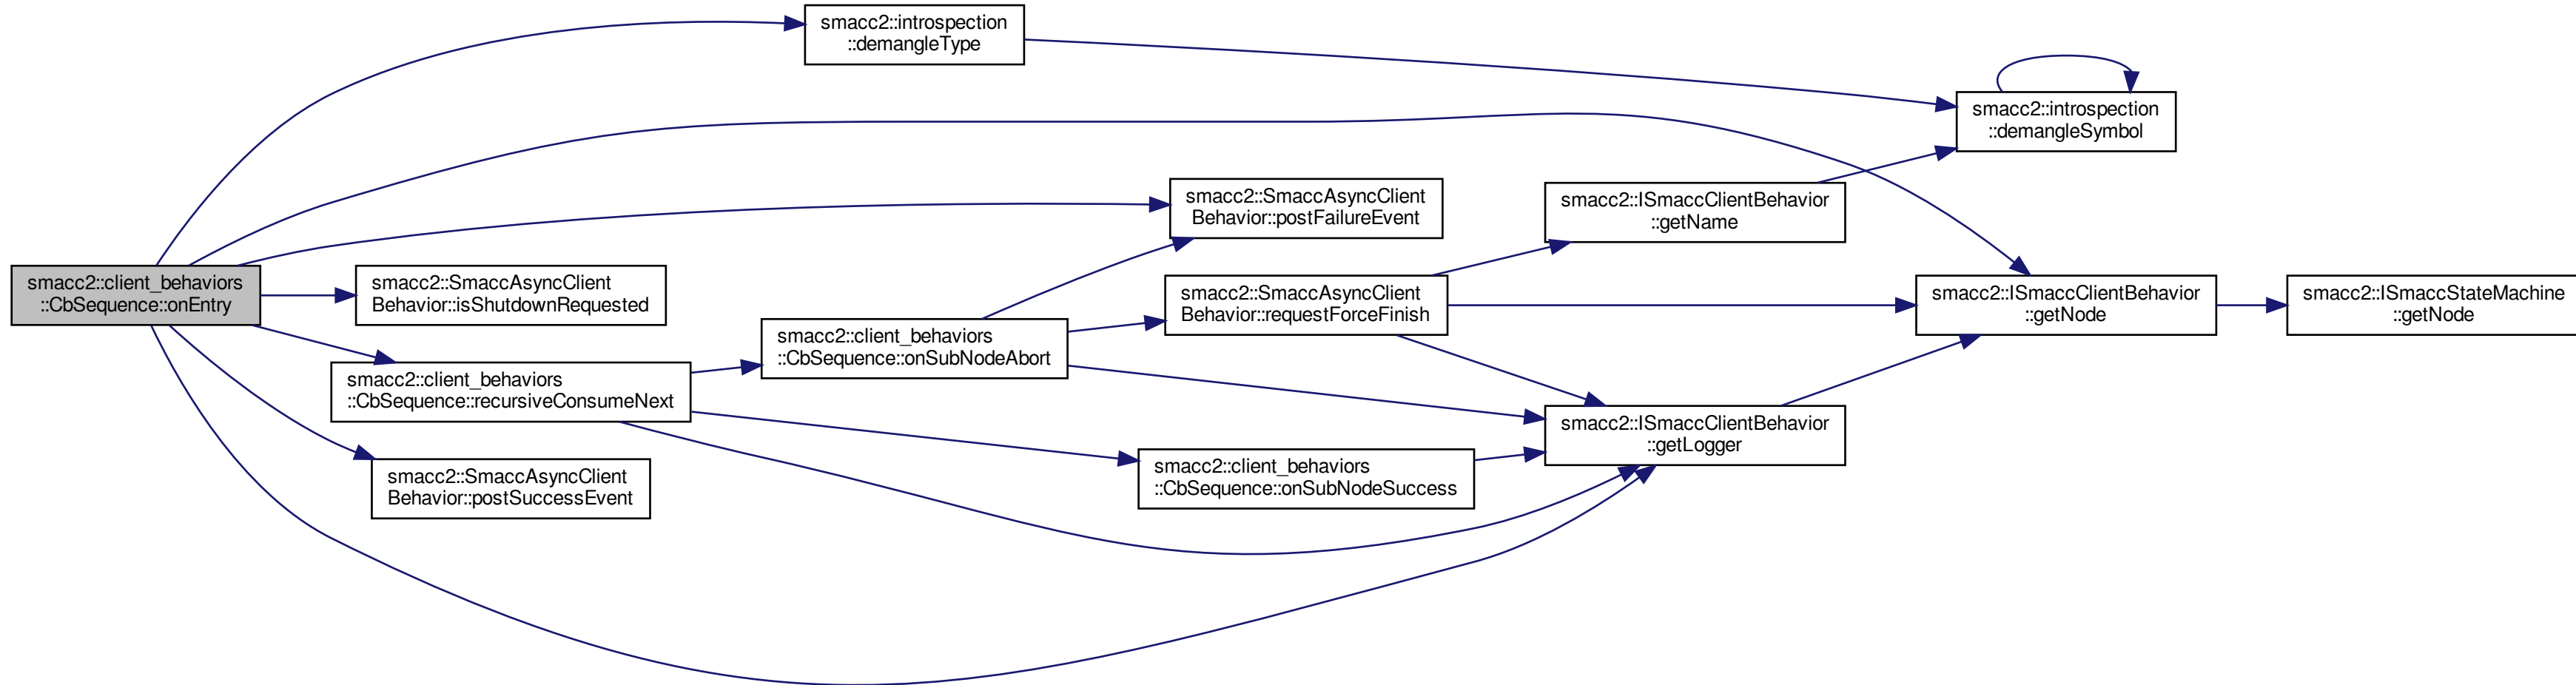 smacc2::client_behaviors
::CbSequence::onEntry
smacc2::introspection
::demangleType
smacc2::introspection
::demangleSymbol
smacc2::ISmaccClientBehavior
::getNode
smacc2::ISmaccStateMachine
::getNode
smacc2::ISmaccClientBehavior
::getLogger
smacc2::SmaccAsyncClient
Behavior::isShutdownRequested
smacc2::SmaccAsyncClient
Behavior::postFailureEvent
smacc2::SmaccAsyncClient
Behavior::postSuccessEvent
smacc2::client_behaviors
::CbSequence::recursiveConsumeNext
smacc2::client_behaviors
::CbSequence::onSubNodeAbort
smacc2::SmaccAsyncClient
Behavior::requestForceFinish
smacc2::ISmaccClientBehavior
::getName
smacc2::client_behaviors
::CbSequence::onSubNodeSuccess